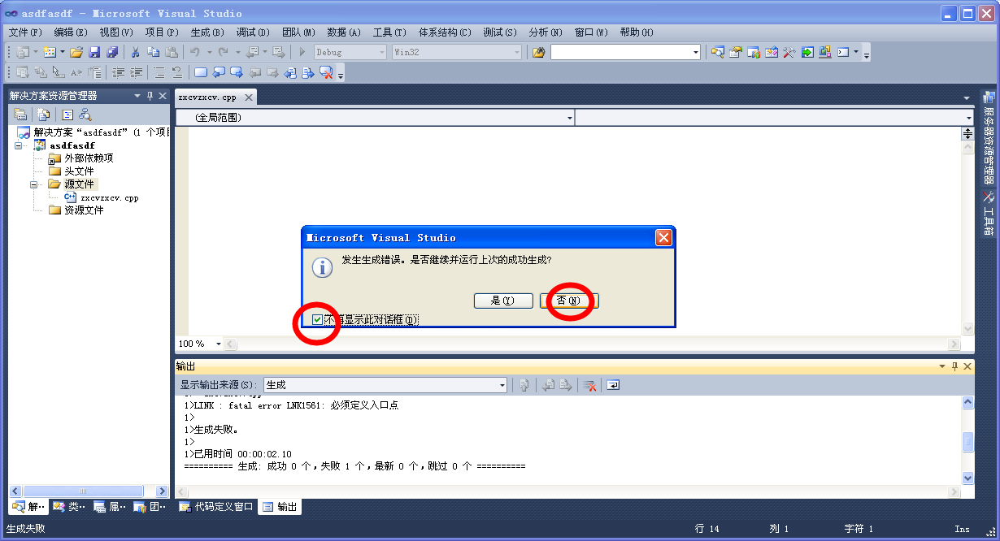 asdfasdf - Microsoft Visual Studio
文件(F) 编辑(E) 视图(V) 项目(P) 生成(B) 调试(D) 团队(M) 数据(A) 工具(T) 体系结构(C) 测试(S) 分析(N) 窗口(W) 帮助(H)
Debug Win32
解决方案资源管理器
zxcvzxcv.cpp
(全局范围)
解决方案“asdfasdf”(1 个项目
asdfasdf
外部依赖项
头文件
源文件
zxcvzxcv.cpp
资源文件
服务器资源管理器
工具箱
Microsoft Visual Studio
发生生成错误。是否继续并运行上次的成功生成?
是(Y) 否(N)
不再显示此对话框(D)
100 %
输出
显示输出来源(S): 生成
1>LINK : fatal error LNK1561: 必须定义入口点
1>
1>生成失败。
1>
1>已用时间 00:00:02.10
========== 生成: 成功 0 个，失败 1 个，最新 0 个，跳过 0 个 ==========
解.. 类.. 属.. 团.. 代码定义窗口 输出
生成失败 行 14 列 1 字符 1 Ins